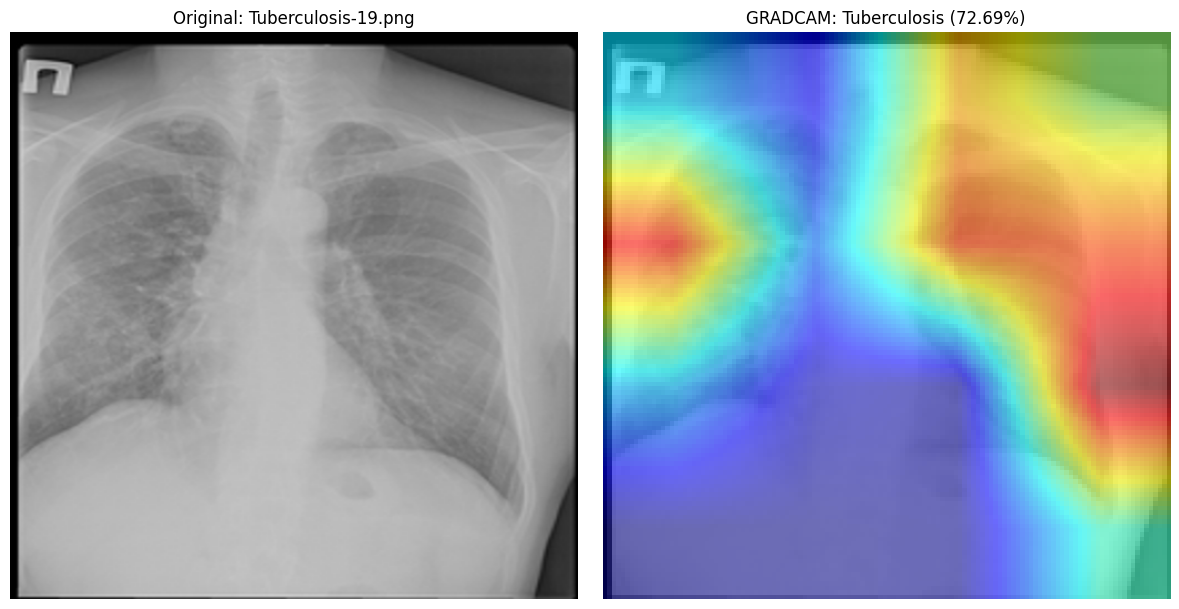 Original: Tuberculosis-19.png
GRADCAM: Tuberculosis (72.69%)
П
П